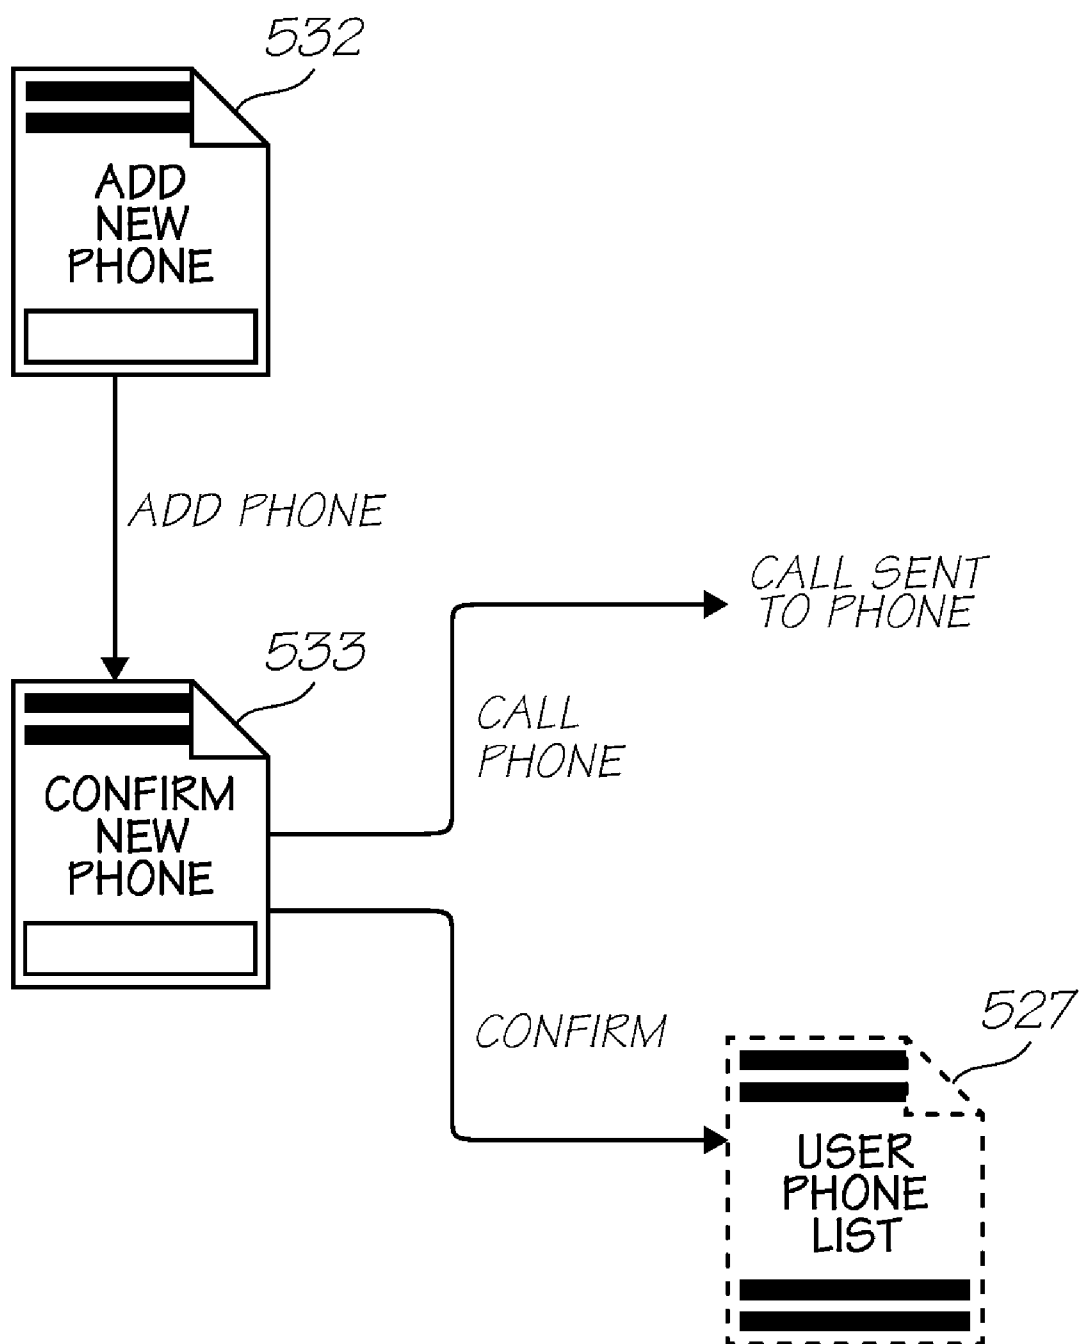 532
ADD
NEW
PHONE
ADD PHONE
CALL SENT
TO PHONE
533
CALL
PHONE
CONFIRM
NEW
PHONE
CONFIRM
527
USER
PHONE
LIST